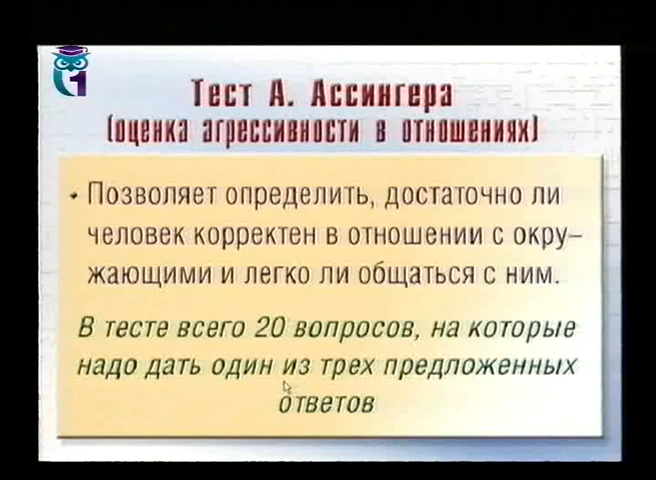 1
Тест А. Ассингера
(оценка агрессивности в отношениях)
• Позволяет определить, достаточно ли
человек корректен в отношении с окру–
жающими и легко ли общаться с ним.
В тесте всего 20 вопросов, на которые
надо дать один из трех предложенных
ответов